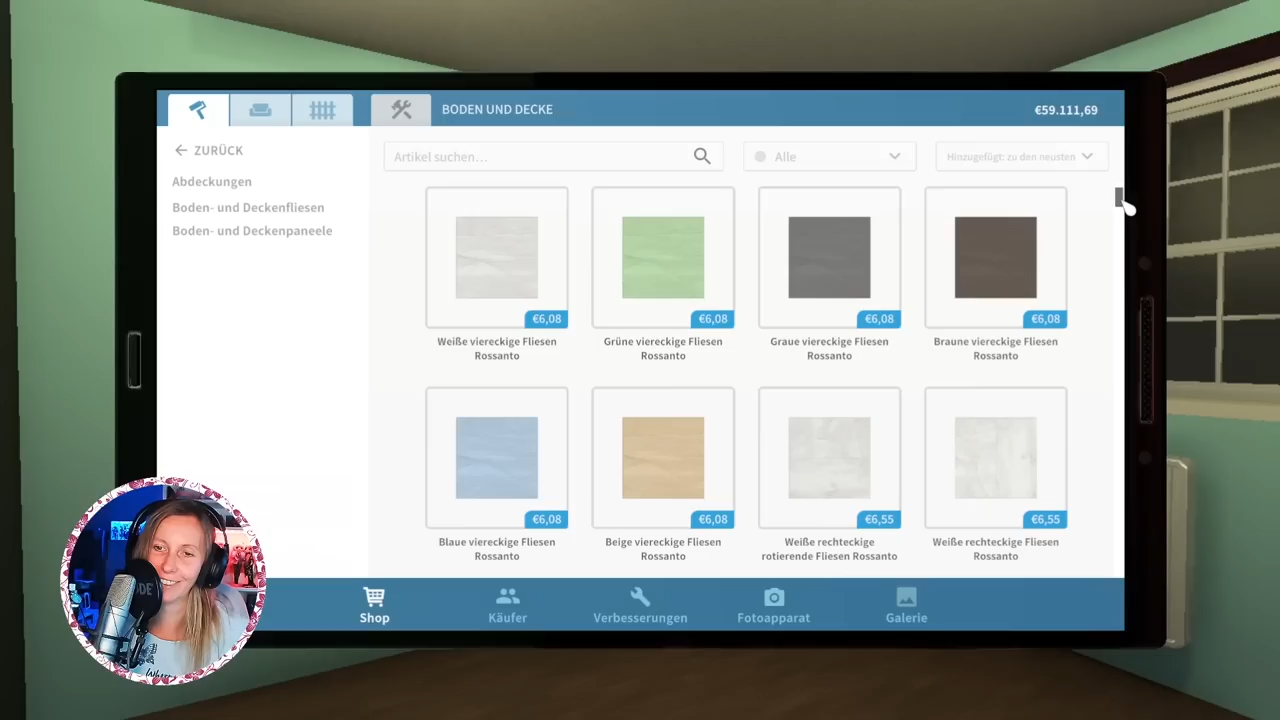 BODEN UND DECKE
€59.111,69
ZURÜCK
Artikel suchen...
Alle
Hinzugefügt: zu den neusten
Abdeckungen
Boden- und Deckenfliesen
Boden- und Deckenpaneele
€6,08
€6,08
€6,08
€6,08
Weiße viereckige Fliesen
Rossanto
Grüne viereckige Fliesen
Rossanto
Graue viereckige Fliesen
Rossanto
Braune viereckige Fliesen
Rossanto
€6,08
€6,08
€6,55
€6,55
Blaue viereckige Fliesen
Rossanto
Beige viereckige Fliesen
Rossanto
Weiße rechteckige
rotierende Fliesen Rossanto
Weiße rechteckige Fliesen
Rossanto
Shop
Käufer
Verbesserungen
Fotoapparat
Galerie